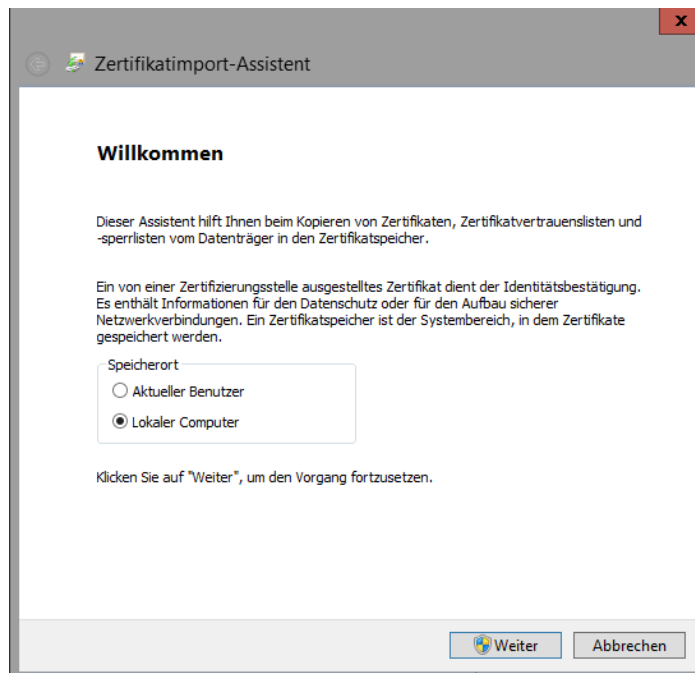 x
Zertifikatimport-Assistent
Willkommen
Dieser Assistent hilft Ihnen beim Kopieren von Zertifikaten, Zertifikatvertrauenslisten und
-sperrlisten vom Datenträger in den Zertifikatspeicher.
Ein von einer Zertifizierungsstelle ausgestelltes Zertifikat dient der Identitätsbestätigung.
Es enthält Informationen für den Datenschutz oder für den Aufbau sicherer
Netzwerkverbindungen. Ein Zertifikatspeicher ist der Systembereich, in dem Zertifikate
gespeichert werden.
Speicherort
Aktueller Benutzer
Lokaler Computer
Klicken Sie auf "Weiter", um den Vorgang fortzusetzen.
Weiter Abbrechen